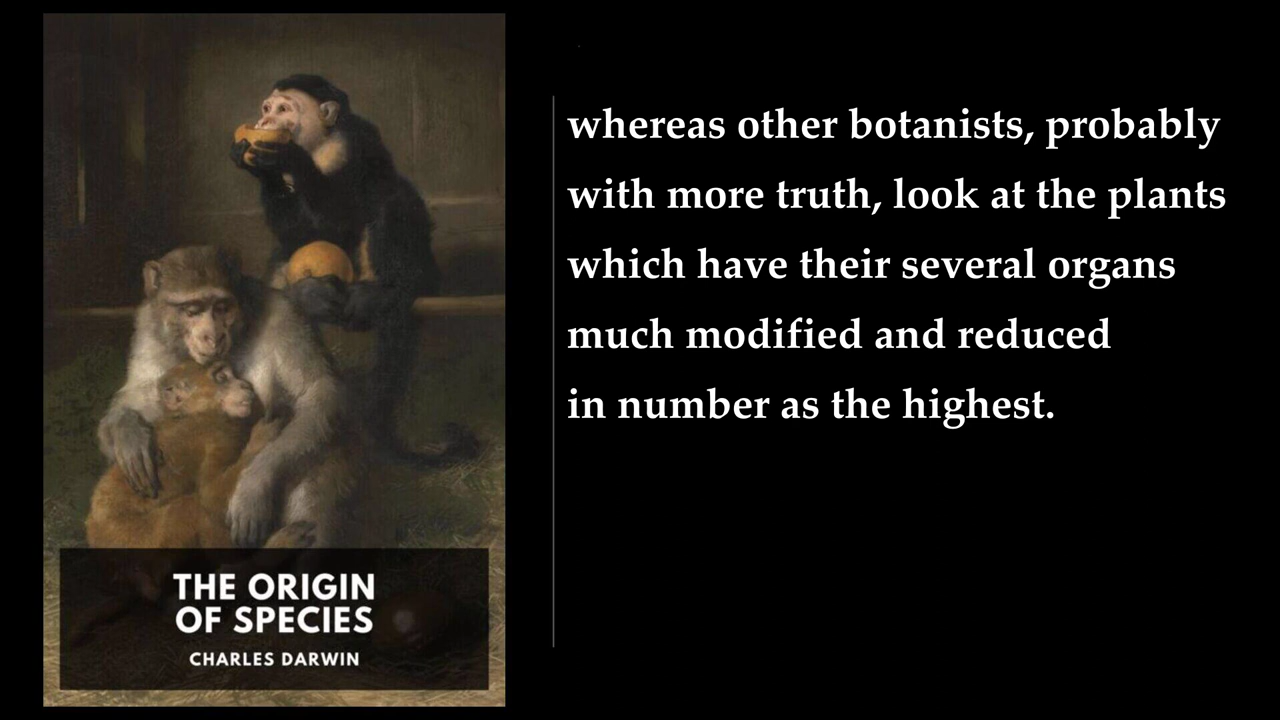 THE ORIGIN
OF SPECIES
CHARLES DARWIN
whereas other botanists, probably
with more truth, look at the plants
which have their several organs
much modified and reduced
in number as the highest.